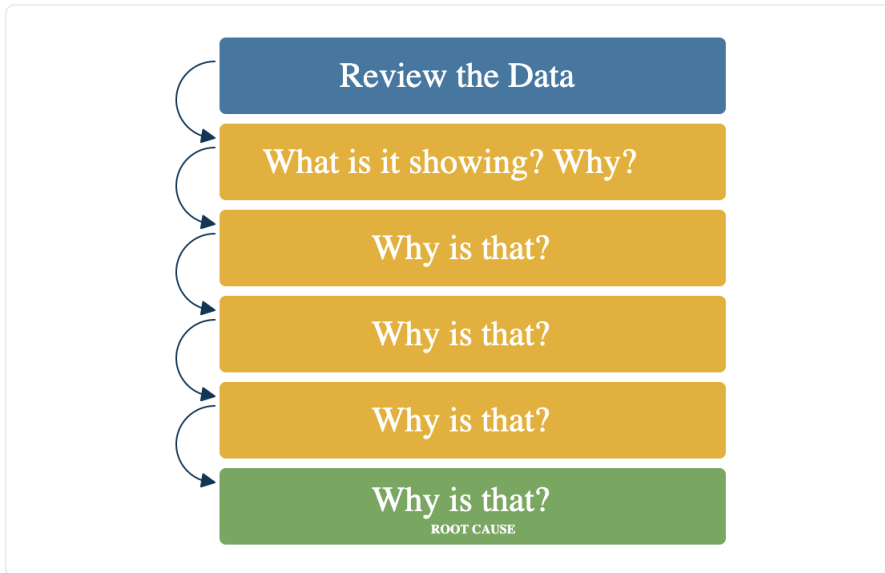 Review the Data
What is it showing? Why?
Why is that?
Why is that?
Why is that?
Why is that?
ROOT CAUSE